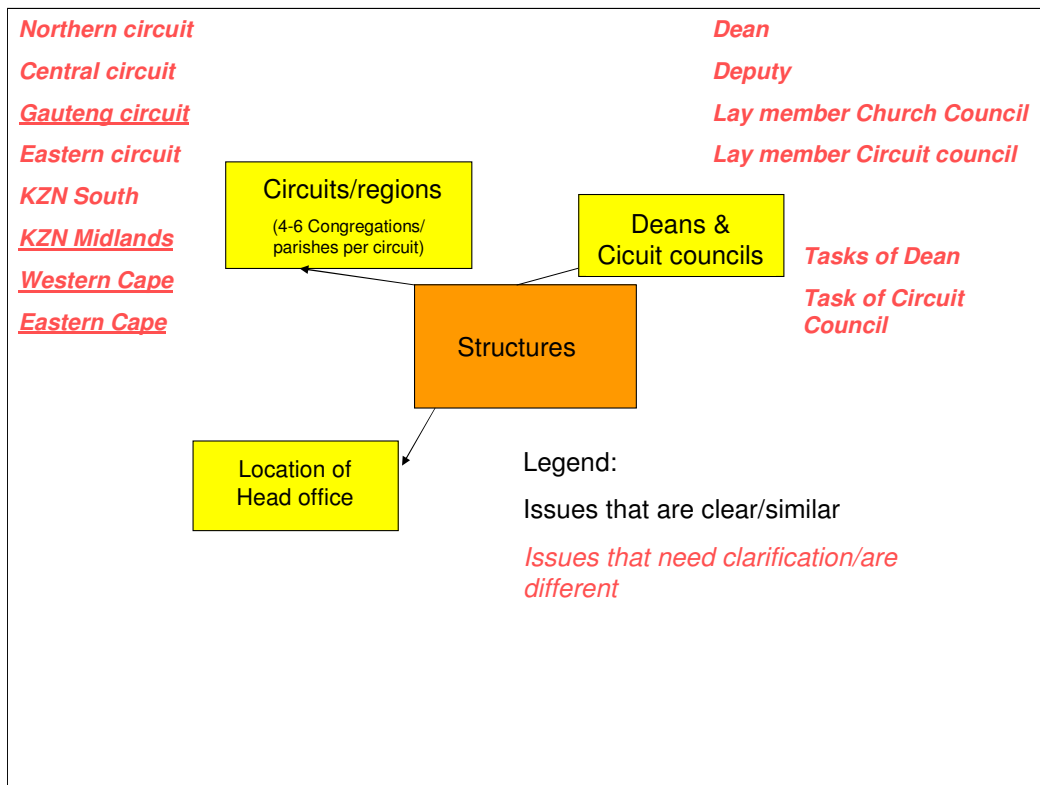 Northern circuit
Central circuit
Gauteng circuit
Eastern circuit
KZN South
KZN Midlands
Western Cape
Eastern Cape
Circuits/regions
(4-6 Congregations/
parishes per circuit)
Dean
Deputy
Lay member Church Council
Lay member Circuit council
Deans &
Cicuit councils
Tasks of Dean
Task of Circuit
Council
Structures
Location of
Head office
Legend:
Issues that are clear/similar
Issues that need clarification/are
different